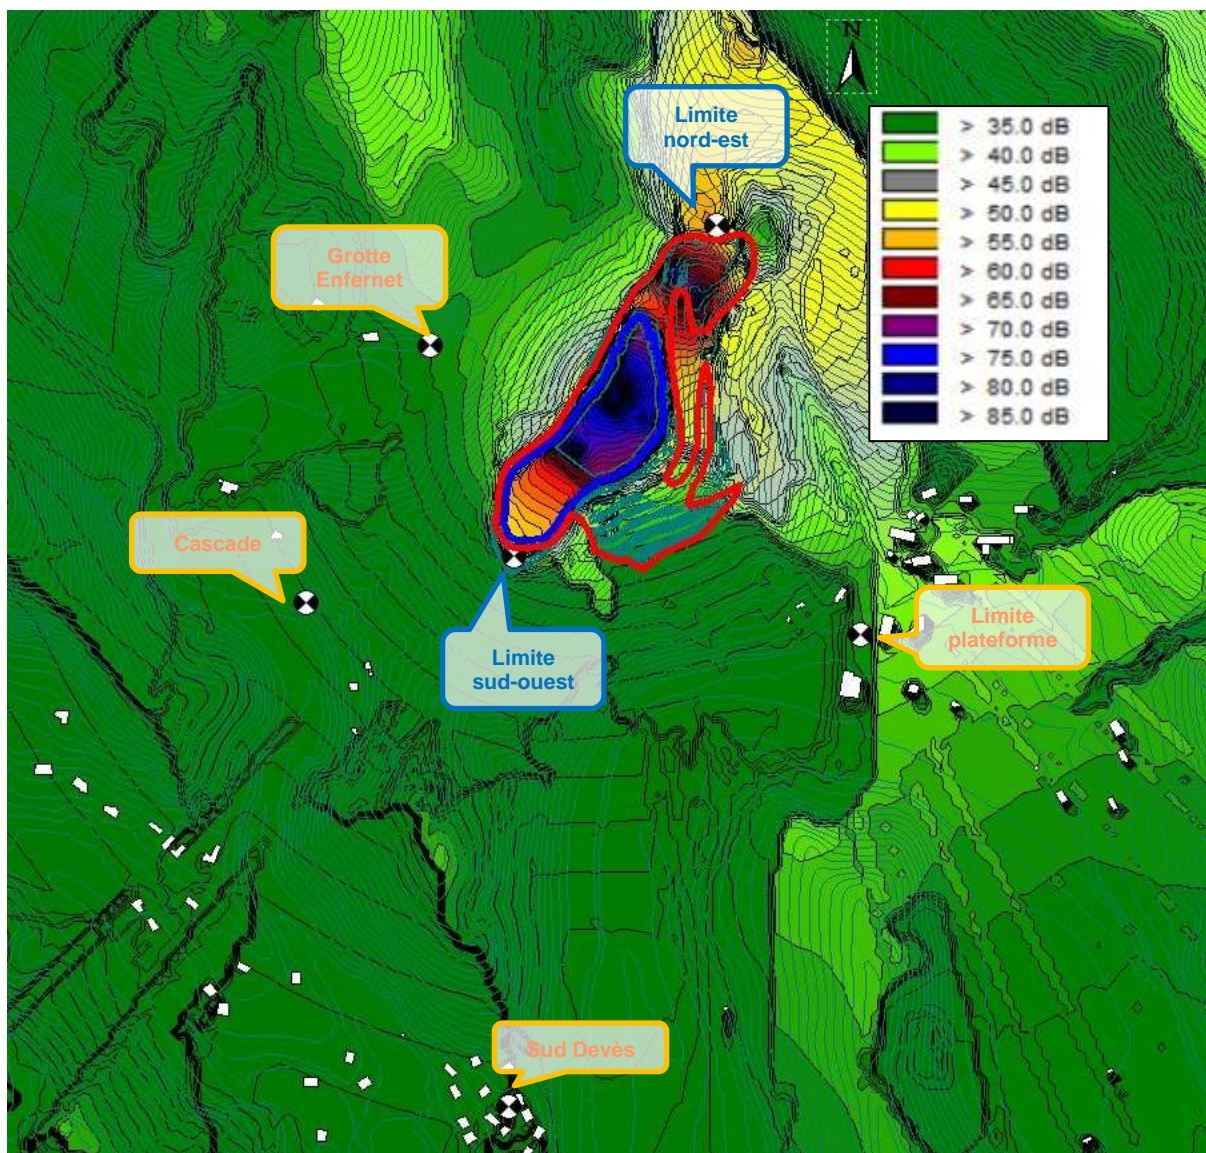 N
Limite
nord-est
> 35.0 dB
> 40.0 dB
> 45.0 dB
> 50.0 dB
> 55.0 dB
> 60.0 dB
> 65.0 dB
> 70.0 dB
> 75.0 dB
> 80.0 dB
> 85.0 dB
Grotte
Enfernet
Cascade
Limite
plateforme
Limite
sud-ouest
Sud Devès